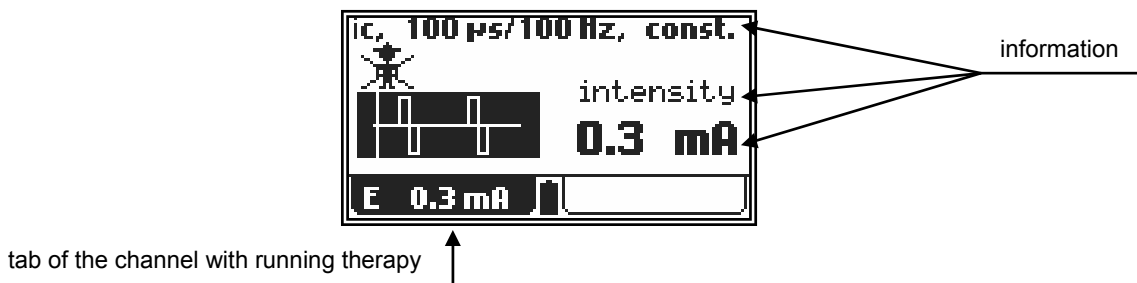 ic, 100 µs/100 Hz, const.
information
intensity
0.3 mA
E 0.3 mA
tab of the channel with running therapy